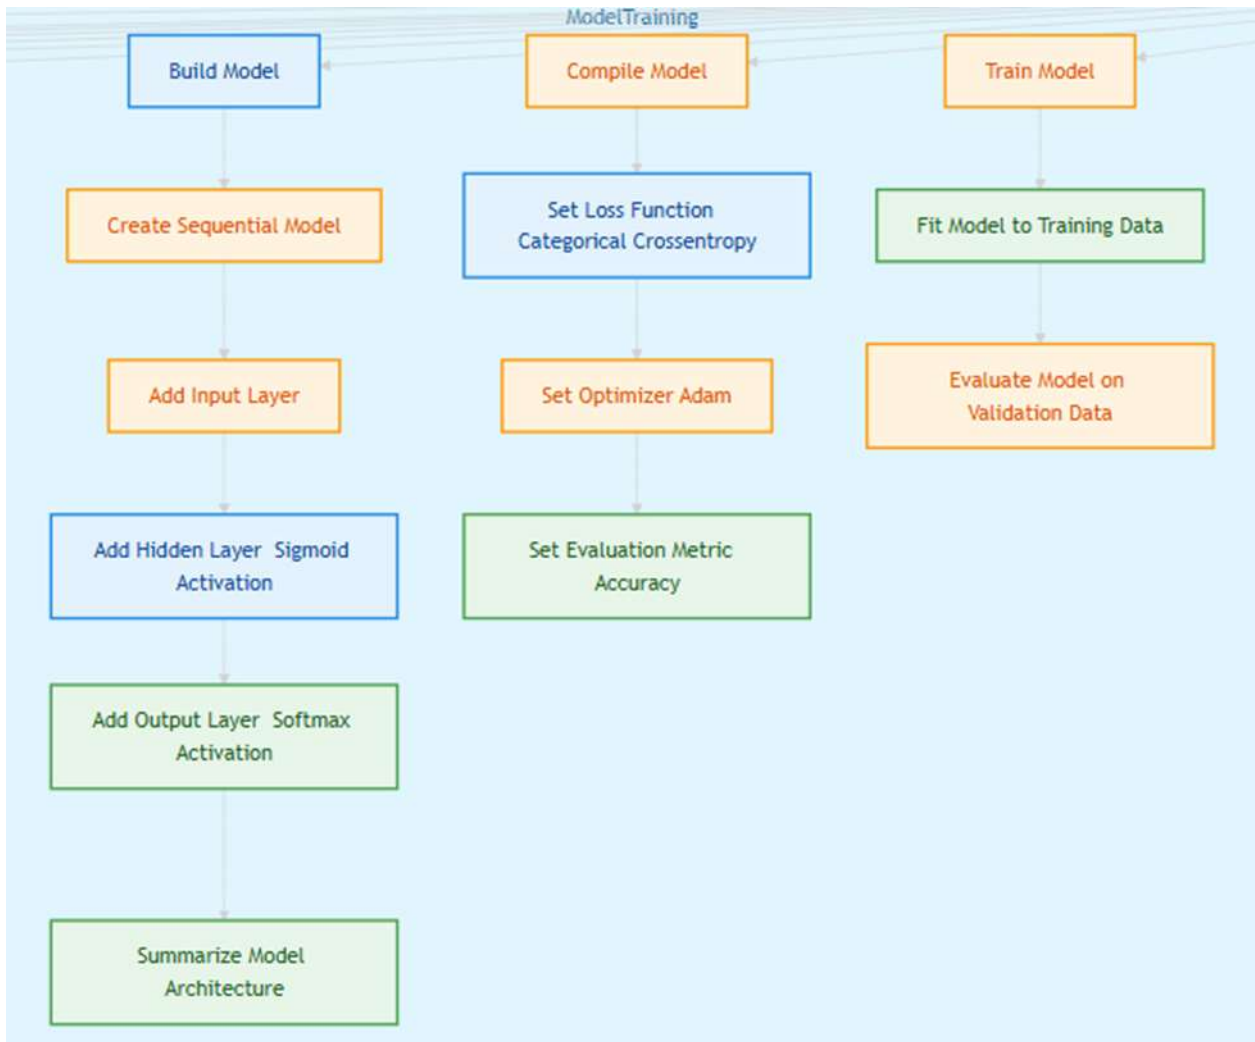 ModelTraining
Build Model
Compile Model
Train Model
Create Sequential Model
Set Loss Function
Categorical Crossentropy
Fit Model to Training Data
Add Input Layer
Set Optimizer Adam
Evaluate Model on
Validation Data
Add Hidden Layer  Sigmoid
Activation
Set Evaluation Metric
Accuracy
Add Output Layer  Softmax
Activation
Summarize Model
Architecture